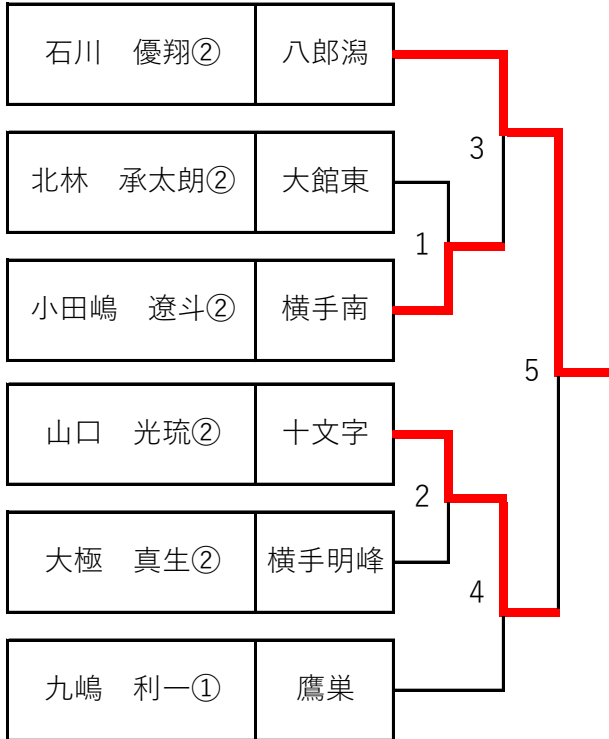 石川　優翔② 八郎潟
3
北林　承太朗② 大館東
1
小田嶋　遼斗② 横手南
5
山口　光琉② 十文字
2
大極　真生② 横手明峰
4
九嶋　利一① 鷹巣